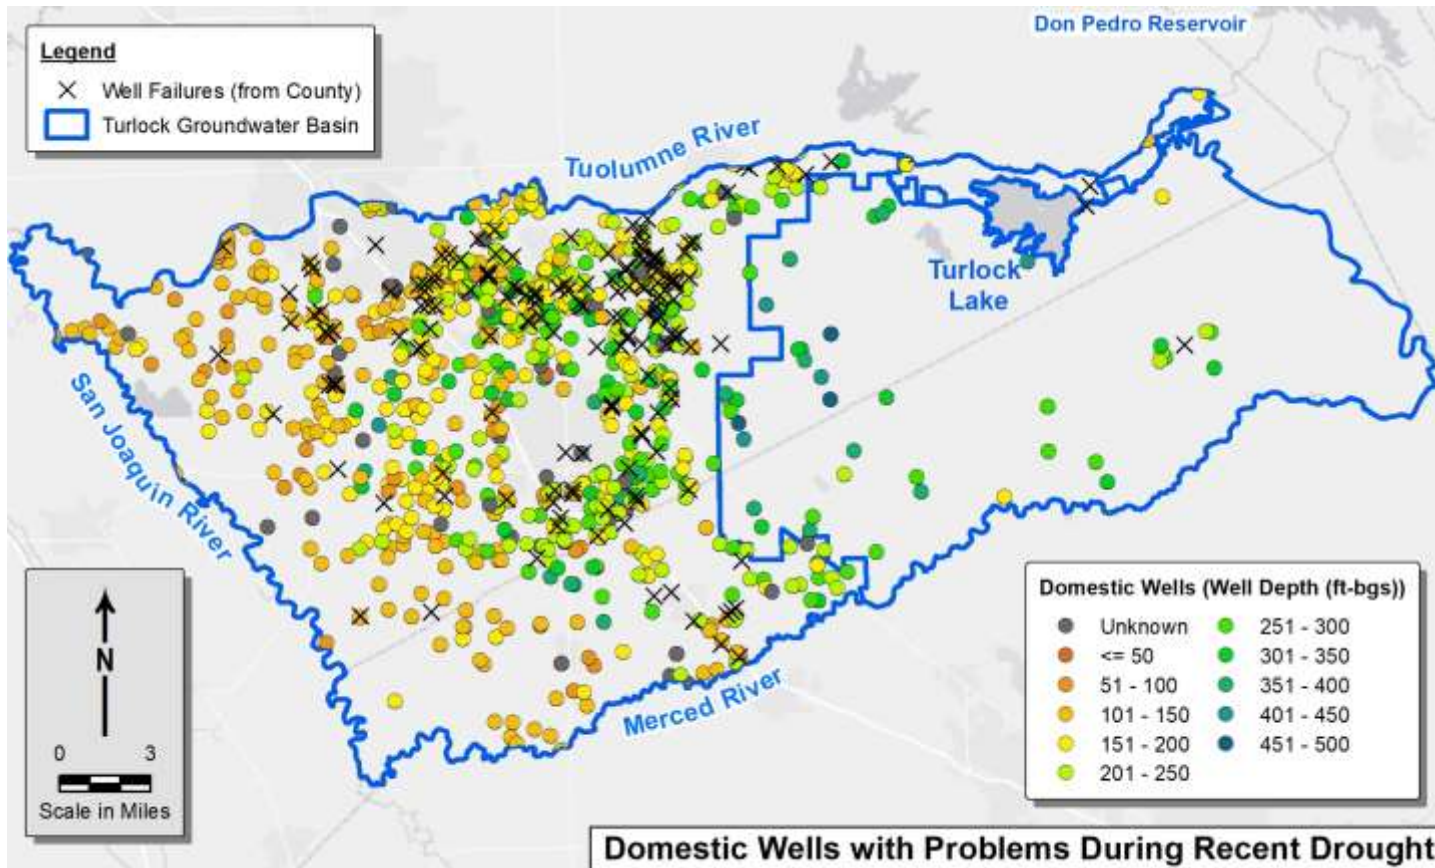 Don Pedro Reservoir
Legend
Well Failures (from County)
Turlock Groundwater Basin
Tuolumne River
Turlock
Lake
San Joaquin River
Merced River
N
0 3
Scale in Miles
Domestic Wells (Well Depth (ft-bgs))
Unknown
<= 50
51 - 100
101 - 150
151 - 200
201 - 250
251 - 300
301 - 350
351 - 400
401 - 450
451 - 500
Domestic Wells with Problems During Recent Drought